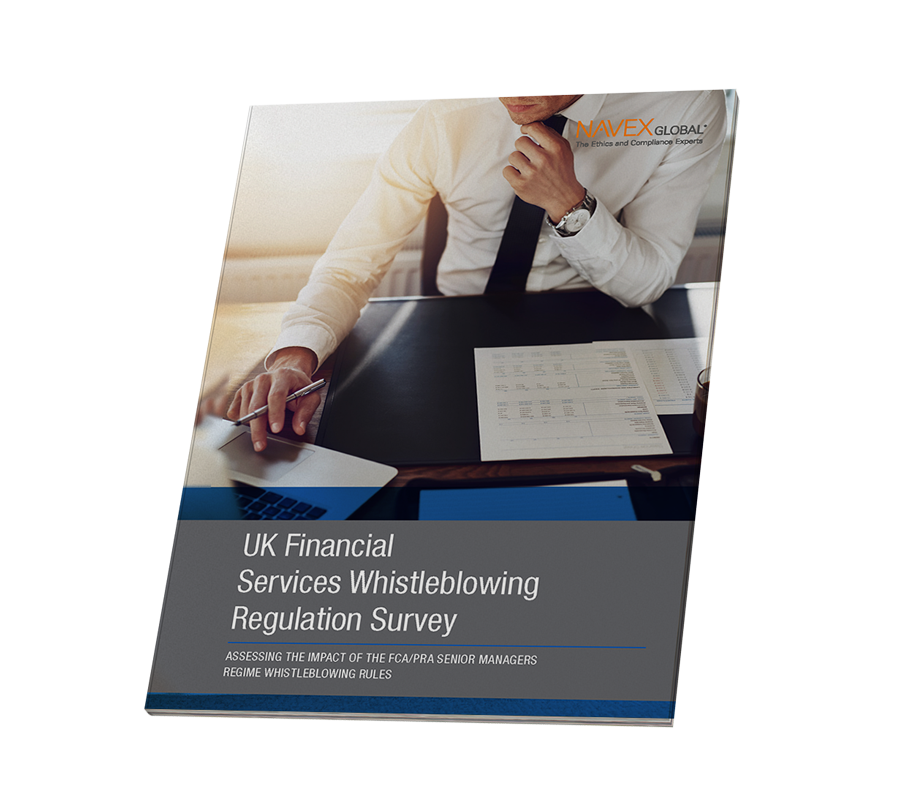 NAVEX GLOBAL®
The Ethics and Compliance Experts
UK Financial
Services Whistleblowing
Regulation Survey
ASSESSING THE IMPACT OF THE FCA/PRA SENIOR MANAGERS
REGIME WHISTLEBLOWING RULES